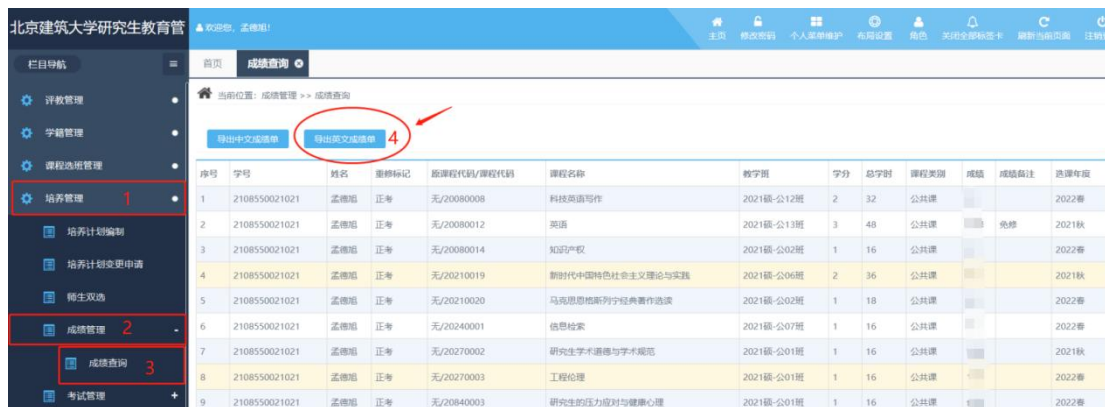 北京建筑大学研究生教育管
欢迎您，孟德旭!
主页 修改密码 个人菜单维护 布局设置 角色 关闭全部标签卡 刷新当前页面 注销
栏目导航
首页 成绩查询
当前位置：成绩管理 >> 成绩查询
评教管理
学籍管理
课程选班管理
培养管理 1
培养计划编制
培养计划变更申请
师生双选
成绩管理 2 -
成绩查询 3
考试管理 +
导出中文成绩单 导出英文成绩单 4
序号 学号 姓名 重修标记 原课程代码/课程代码 课程名称 教学班 学分 总学时 课程类别 成绩 成绩备注 选课年度
1 2108550021021 孟德旭 正考 无/20080008 科技英语写作 2021硕-公12班 2 32 公共课 2022春
2 2108550021021 孟德旭 正考 无/20080012 英语 2021硕-公13班 3 48 公共课 免修 2021秋
3 2108550021021 孟德旭 正考 无/20080014 知识产权 2021硕-公02班 1 16 公共课 2022春
4 2108550021021 孟德旭 正考 无/20210019 新时代中国特色社会主义理论与实践 2021硕-公06班 2 36 公共课 2021秋
5 2108550021021 孟德旭 正考 无/20210020 马克思恩格斯列宁经典著作选读 2021硕-公02班 1 18 公共课 2022春
6 2108550021021 孟德旭 正考 无/20240001 信息检索 2021硕-公07班 1 16 公共课 2022春
7 2108550021021 孟德旭 正考 无/20270002 研究生学术道德与学术规范 2021硕-公01班 1 16 公共课 2021秋
8 2108550021021 孟德旭 正考 无/20270003 工程伦理 2021硕-公01班 1 16 公共课 2022春
9 2108550021021 孟德旭 正考 无/20840003 研究生的压力应对与健康心理 2021硕-公01班 1 16 公共课 2022春